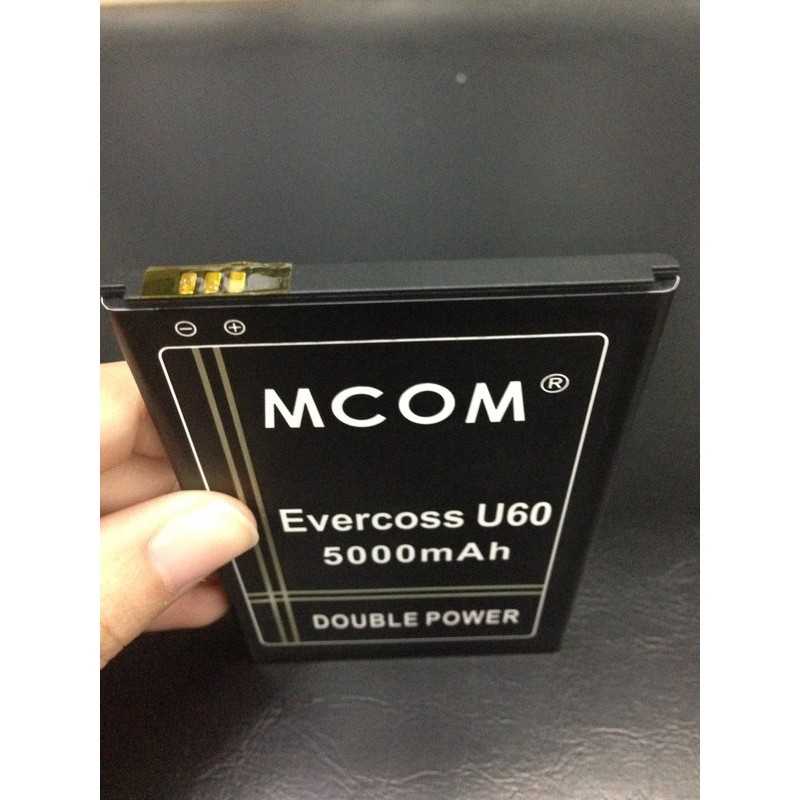 ⊖ ⊕
MCOM®
Evercoss U60
5000mAh
DOUBLE POWER